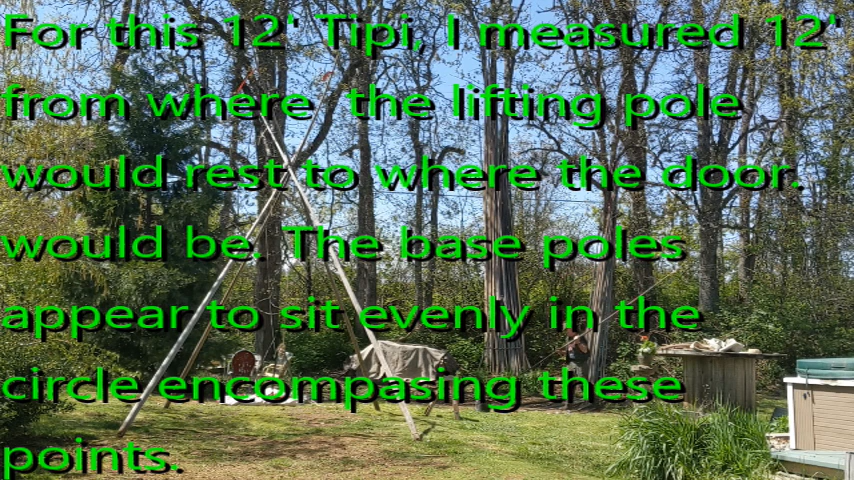 For this 12' Tipi, I measured 12'
from where the lifting pole
would rest to where the door.
would be. The base poles
appear to sit evenly in the
circle encompasing these
points.